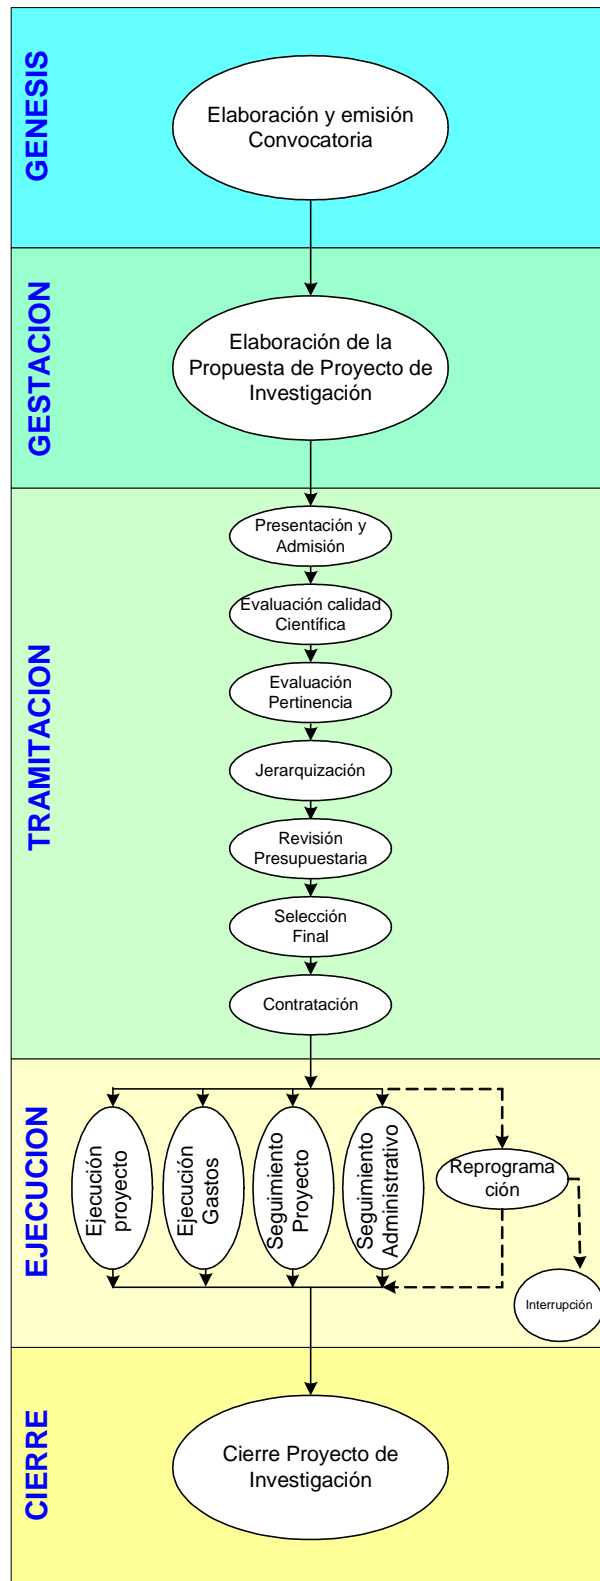 GENESIS
Elaboración y emisión
Convocatoria
GESTACION
Elaboración de la
Propuesta de Proyecto de
Investigación
TRAMITACION
Presentación y
Admisión
Evaluación calidad
Científica
Evaluación
Pertinencia
Jerarquización
Revisión
Presupuestaria
Selección
Final
Contratación
EJECUCION
Ejecución
proyecto
Ejecución
Gastos
Seguimiento
Proyecto
Seguimiento
Administrativo
Reprograma
ción
Interrupción
CIERRE
Cierre Proyecto de
Investigación